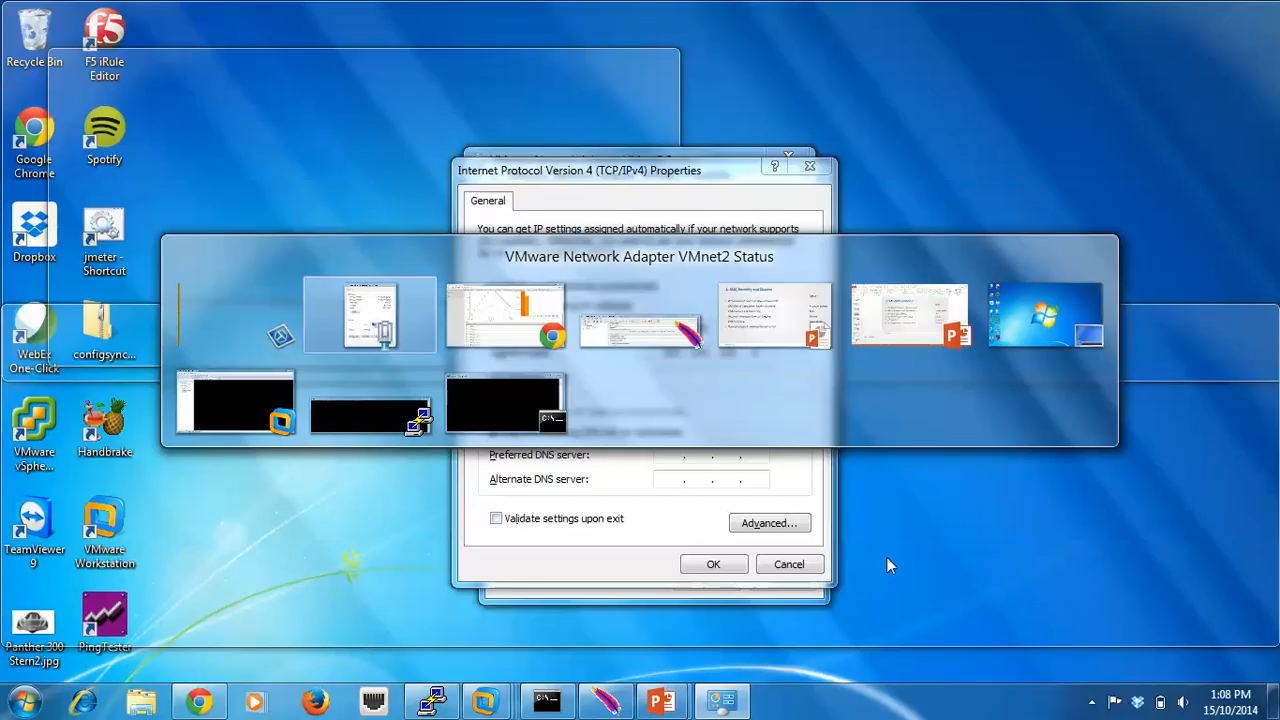 Recycle Bin
F5 iRule
Editor
Google
Chrome
Spotify
Dropbox
jmeter -
Shortcut
WebEx
One-Click
configsync...
VMware
vSphe...
Handbrake
TeamViewer
9
VMware
Workstation
Panther 300
Stern2.jpg
PingTester
Internet Protocol Version 4 (TCP/IPv4) Properties
General
You can get IP settings assigned automatically if your network supports
VMware Network Adapter VMnet2 Status
Preferred DNS server:
Alternate DNS server:
Validate settings upon exit
Advanced...
OK
Cancel
1:08 PM
15/10/2014